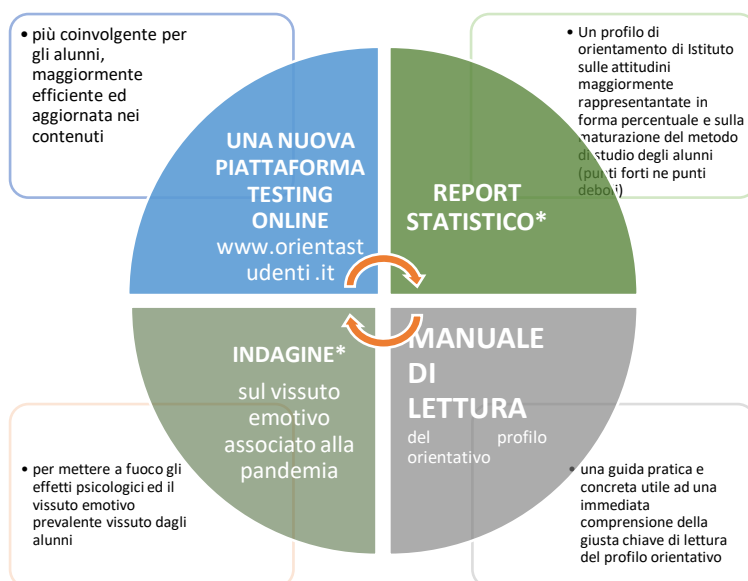 • più coinvolgente per
gli alunni,
maggiormente
efficiente ed
aggiornata nei
contenuti
UNA NUOVA
PIATTAFORMA
TESTING
ONLINE
www.orientast
udenti .it
• Un profilo di
orientamento di Istituto
sulle attitudini
maggiormente
rappresentantate in
forma percentuale e sulla
maturazione del metodo
di studio degli alunni
(punti forti ne punti
deboli)
REPORT
STATISTICO*
INDAGINE*
sul vissuto
emotivo
associato alla
pandemia
MANUALE
DI
LETTURA
del profilo
orientativo
• per mettere a fuoco gli
effetti psicologici ed il
vissuto emotivo
prevalente vissuto dagli
alunni
• una guida pratica e
concreta utile ad una
immediata
comprensione della
giusta chiave di lettura
del profilo orientativo